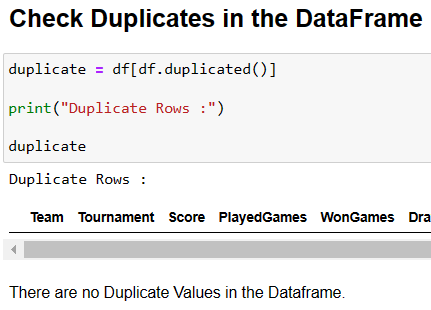 Check Duplicates in the DataFrame
duplicate = df[df.duplicated()]
print("Duplicate Rows :")
duplicate
Duplicate Rows :
Team Tournament Score PlayedGames WonGames Dra
There are no Duplicate Values in the Dataframe.